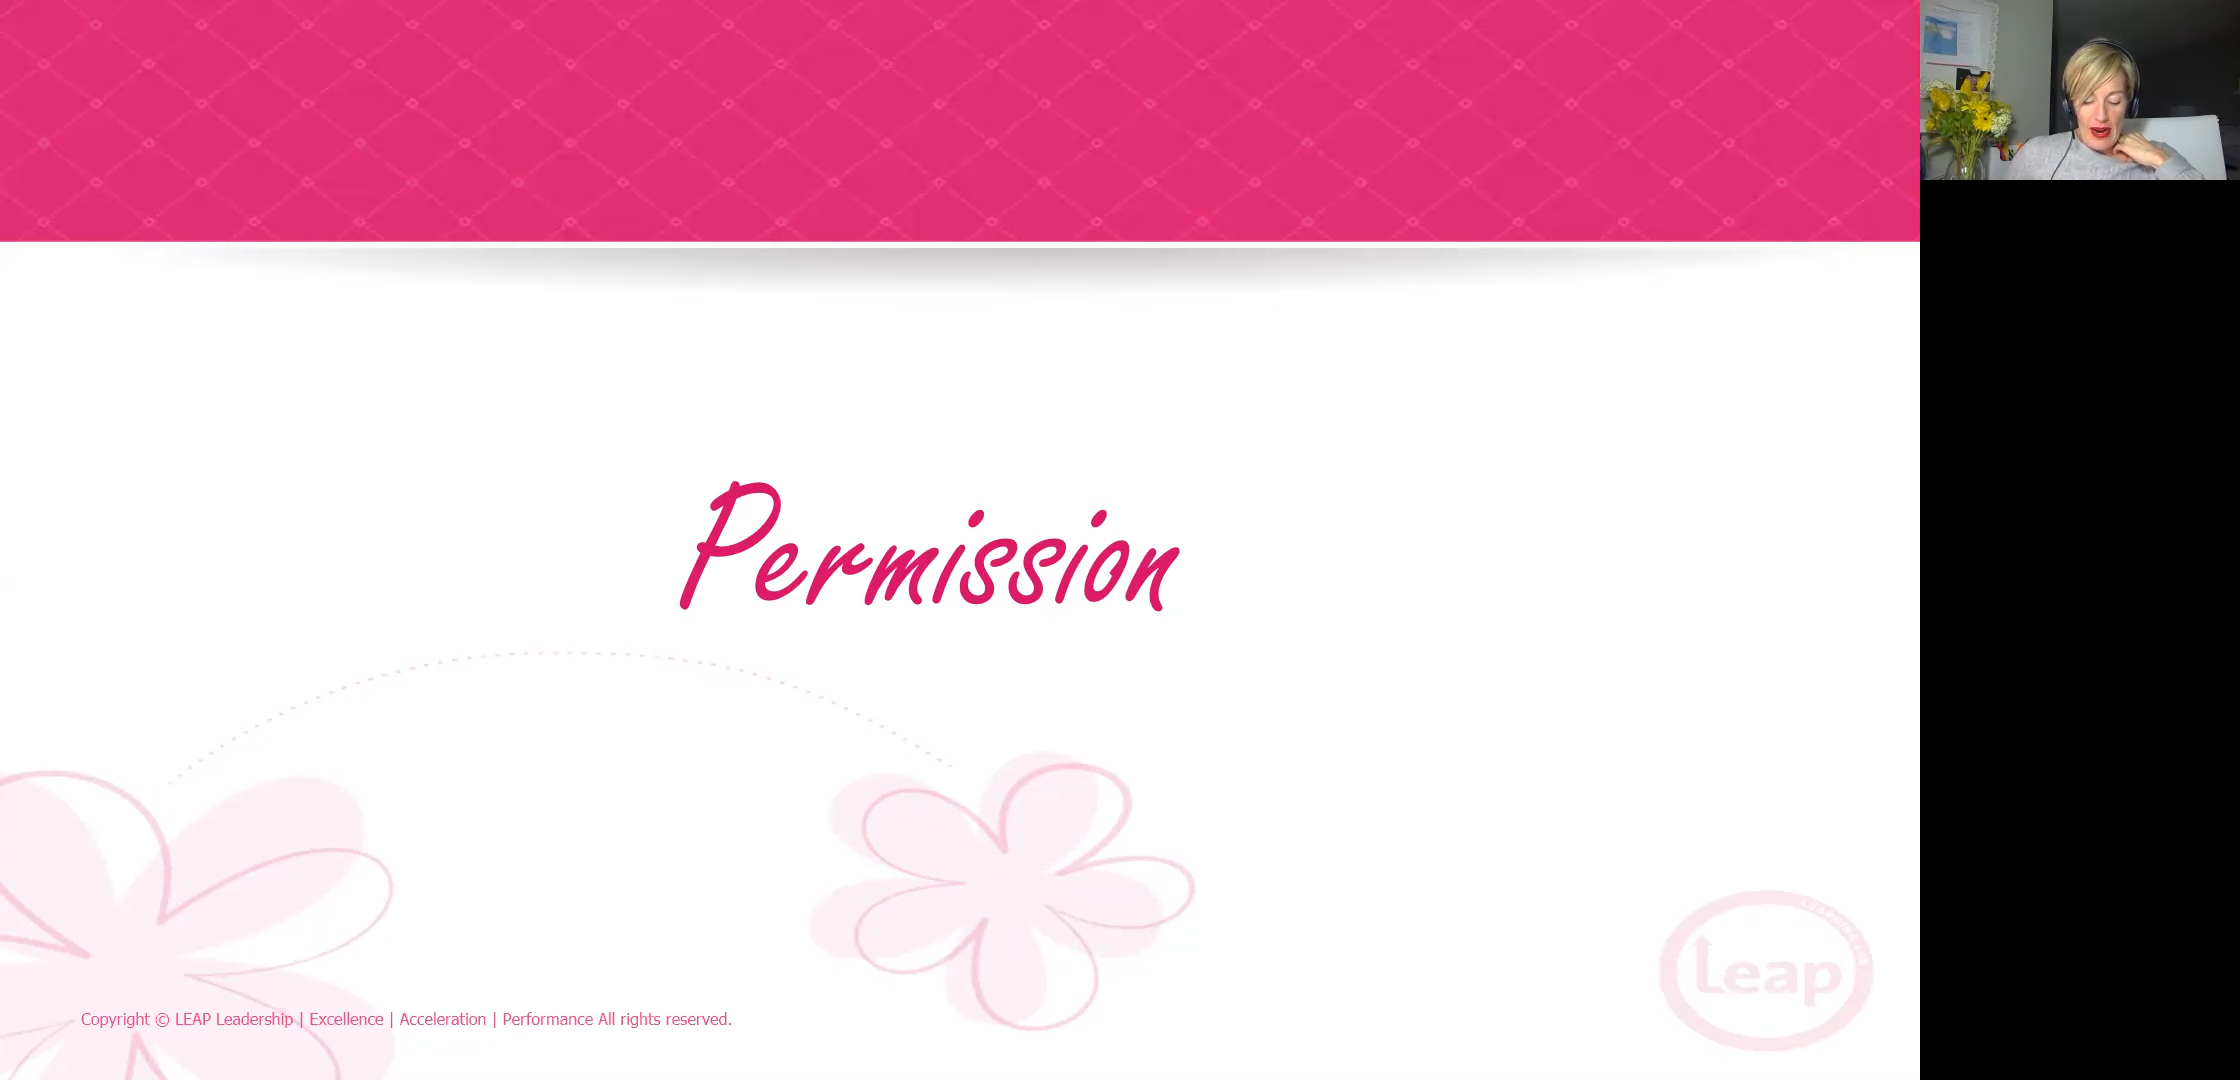 Permission
Leap
Copyright © LEAP Leadership | Excellence | Acceleration | Performance All rights reserved.